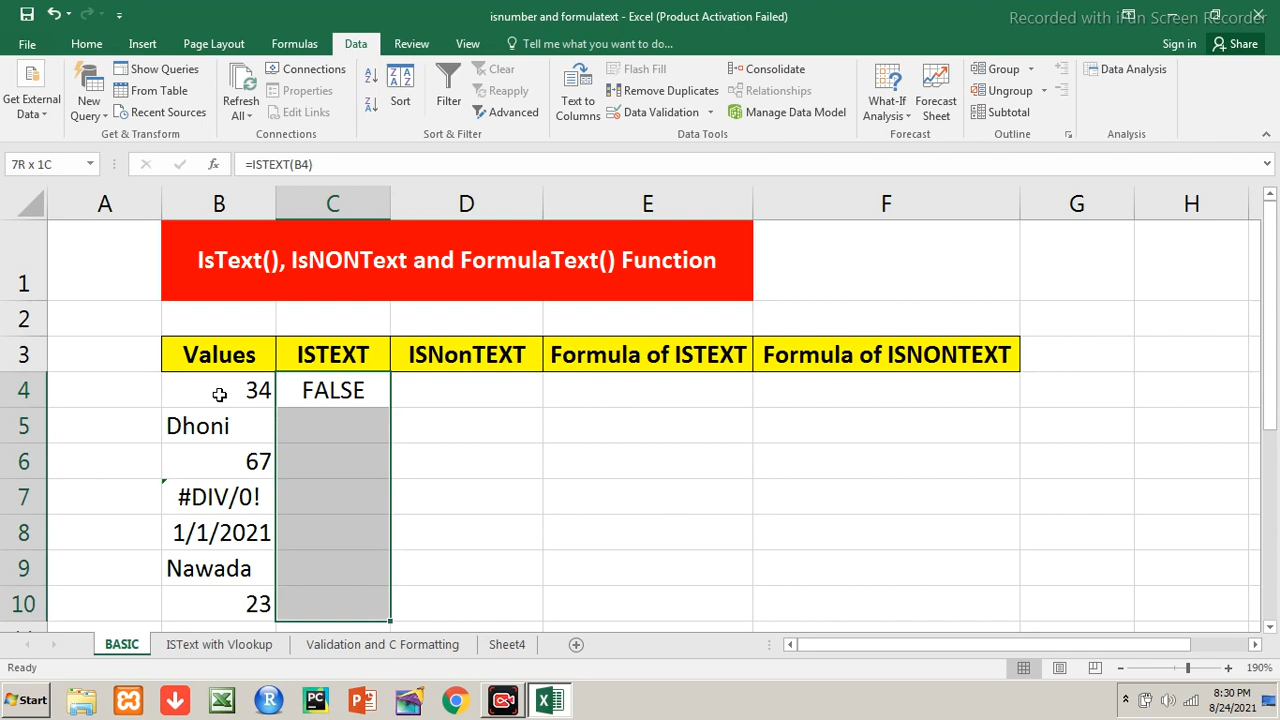 isnumber and formulatext - Excel (Product Activation Failed)
File Home Insert Page Layout Formulas Data Review View Tell me what you want to do... Sign in Share
Get External Data
New Query
Show Queries
From Table
Recent Sources
Get & Transform
Refresh All
Connections
Properties
Edit Links
Connections
Sort
Filter
Clear
Reapply
Advanced
Sort & Filter
Text to Columns
Flash Fill
Remove Duplicates
Data Validation
Consolidate
Relationships
Manage Data Model
Data Tools
What-If Analysis
Forecast Sheet
Forecast
Group
Ungroup
Subtotal
Outline
Data Analysis
Analysis
7R x 1C fx =ISTEXT(B4)
A B C D E F G H
1 IsText(), IsNONText and FormulaText() Function
2
3 Values ISTEXT ISNonTEXT Formula of ISTEXT Formula of ISNONTEXT
4 34 FALSE
5 Dhoni
6 67
7 #DIV/0!
8 1/1/2021
9 Nawada
10 23
BASIC ISText with Vlookup Validation and C Formatting Sheet4
Ready 190%
Start 8:30 PM
8/24/2021